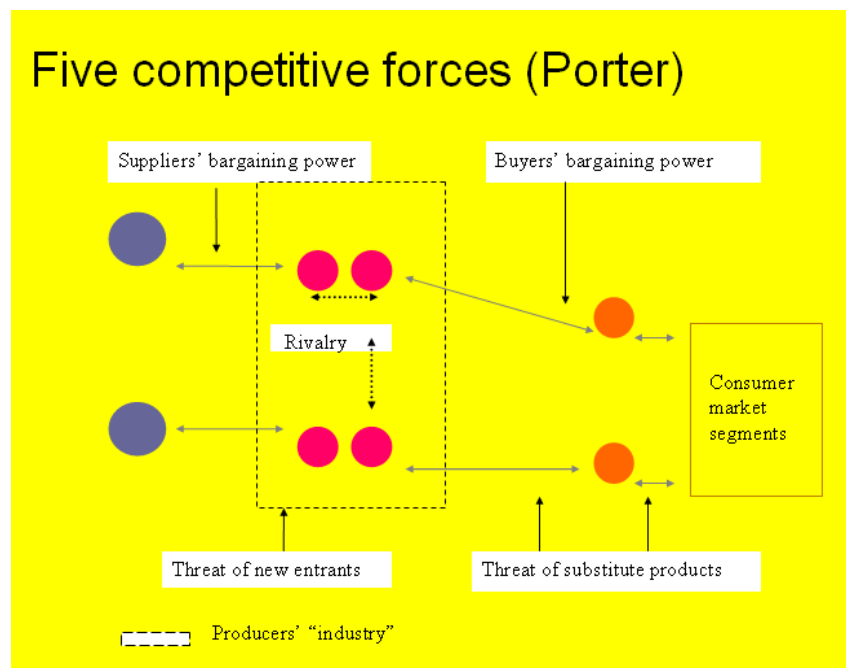 Five competitive forces (Porter)
Suppliers’ bargaining power
Buyers’ bargaining power
Rivalry
Consumer
market
segments
Threat of new entrants
Threat of substitute products
Producers’ “industry”